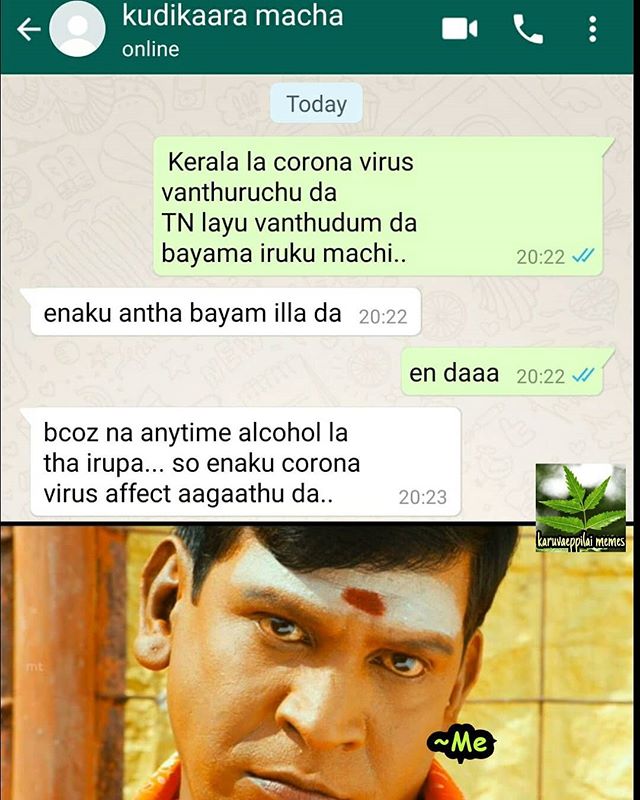 kudikaara macha
online
Today
Kerala la corona virus
vanthuruchu da
TN layu vanthudum da
bayama iruku machi..
20:22
enaku antha bayam illa da
20:22
en daaa
20:22
bcoz na anytime alcohol la
tha irupa... so enaku corona
virus affect aagaathu da..
20:23
karuvaeppilai memes
mt
~Me